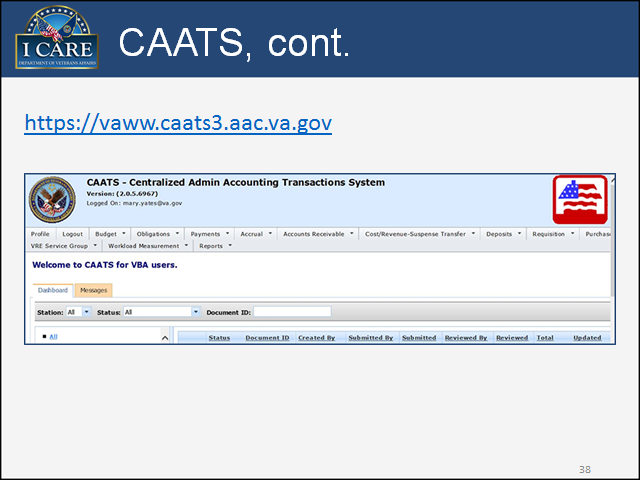 I CARE
DEPARTMENT OF VETERANS AFFAIRS
CAATS, cont.
https://vaww.caats3.aac.va.gov
CAATS - Centralized Admin Accounting Transactions System
Version: (2.0.5.6967)
Logged On: mary.yates@va.gov
Profile Logout Budget Obligations Payments Accrual Accounts Receivable Cost/Revenue-Suspense Transfer Deposits Requisition Purchase
VRE Service Group Workload Measurement Reports
Welcome to CAATS for VBA users.
Dashboard Messages
Station: All Status: All Document ID:
All
Status Document ID Created By Submitted By Submitted Reviewed By Reviewed Total Updated
38